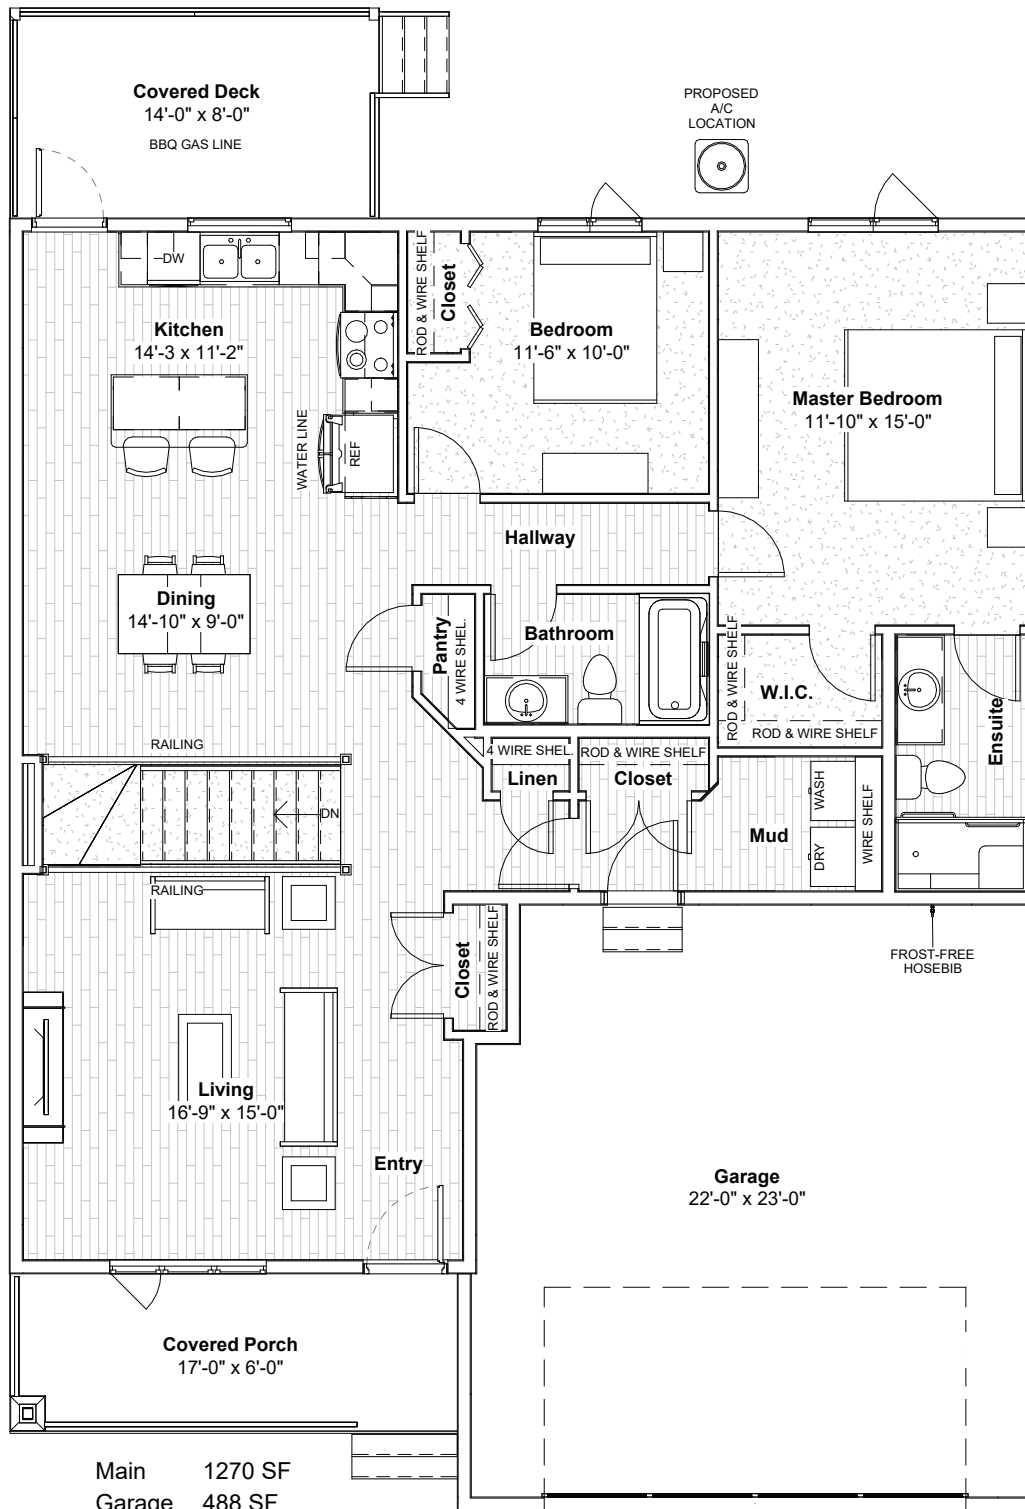 Covered Deck
14'-0" x 8'-0"
BBQ GAS LINE
PROPOSED
A/C
LOCATION
DW
Kitchen
14'-3 x 11'-2"
WATER LINE
REF
ROD & WIRE SHELF
Closet
Bedroom
11'-6" x 10'-0"
Master Bedroom
11'-10" x 15'-0"
Hallway
Dining
14'-10" x 9'-0"
Pantry
4 WIRE SHEL.
Bathroom
ROD & WIRE SHELF
W.I.C.
ROD & WIRE SHELF
Ensuite
RAILING
4 WIRE SHEL.
Linen
ROD & WIRE SHELF
Closet
DN
Mud
WASH
DRY
WIRE SHELF
RAILING
Closet
ROD & WIRE SHELF
FROST-FREE
HOSEBIB
Living
16'-9" x 15'-0"
Entry
Garage
22'-0" x 23'-0"
Covered Porch
17'-0" x 6'-0"
Main 1270 SF
Garage 488 SF